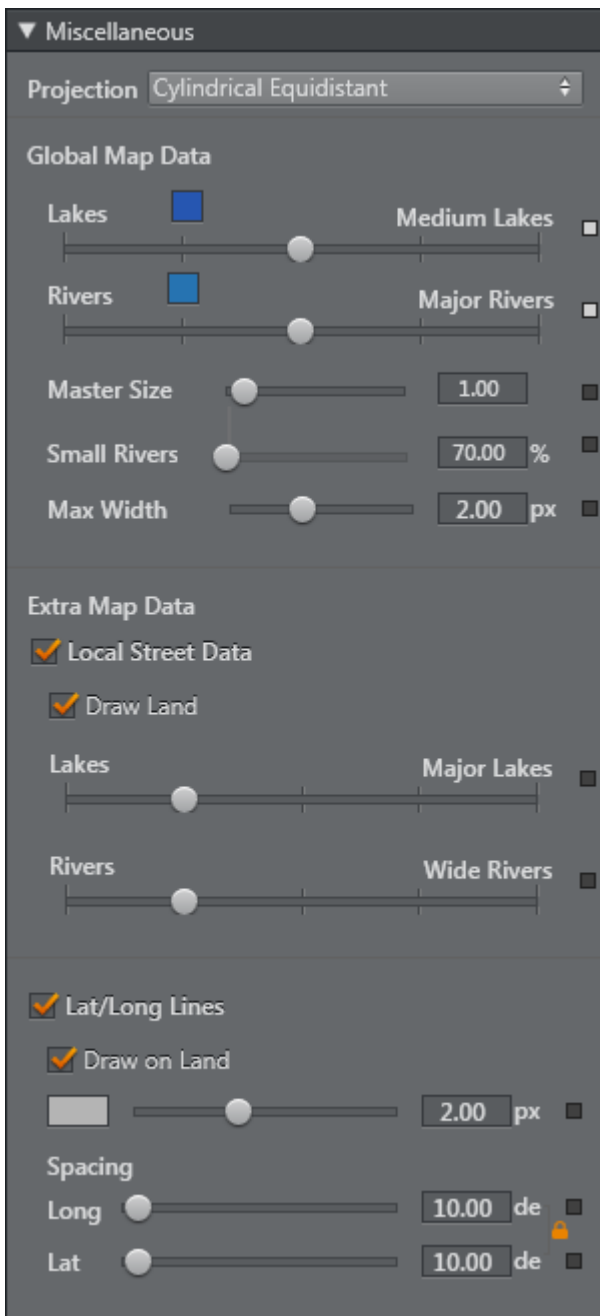 Miscellaneous
Projection Cylindrical Equidistant
Global Map Data
Lakes Medium Lakes
Rivers Major Rivers
Master Size 1.00
Small Rivers 70.00 %
Max Width 2.00 px
Extra Map Data
Local Street Data
Draw Land
Lakes Major Lakes
Rivers Wide Rivers
Lat/Long Lines
Draw on Land
2.00 px
Spacing
Long 10.00 de
Lat 10.00 de